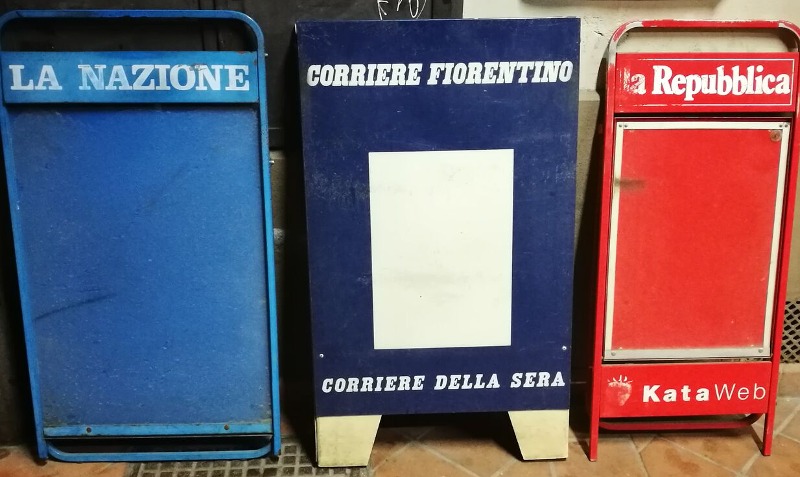 LA NAZIONE
CORRIERE FIORENTINO
CORRIERE DELLA SERA
la Repubblica
KataWeb